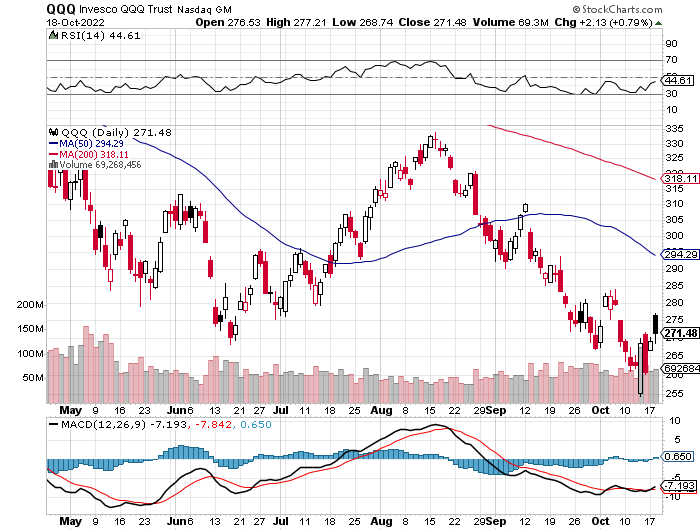 QQQ Invesco QQQ Trust Nasdaq GM © StockCharts.com
18-Oct-2022 Open 276.53 High 277.21 Low 268.74 Close 271.48 Volume 69.3M Chg +2.13 (+0.79%)
RSI(14) 44.61
90
70
50
44.61
30
10
QQQ (Daily) 271.48
MA(50) 294.29
MA(200) 318.11
Volume 69,268,456
335
330
325
320
318.11
315
310
305
300
295
294.29
290
285
280
275
271.48
270
265
692684
260
255
200M
150M
100M
50M
May 9 16 23 Jun 6 13 21 27 Jul 11 18 25 Aug 8 15 22 29 Sep 12 19 26 Oct 10 17
MACD(12,26,9) -7.193, -7.842, 0.650
10
5
0.650
-5
-7.193
-10
May 9 16 23 Jun 6 13 21 27 Jul 11 18 25 Aug 8 15 22 29 Sep 12 19 26 Oct 10 17